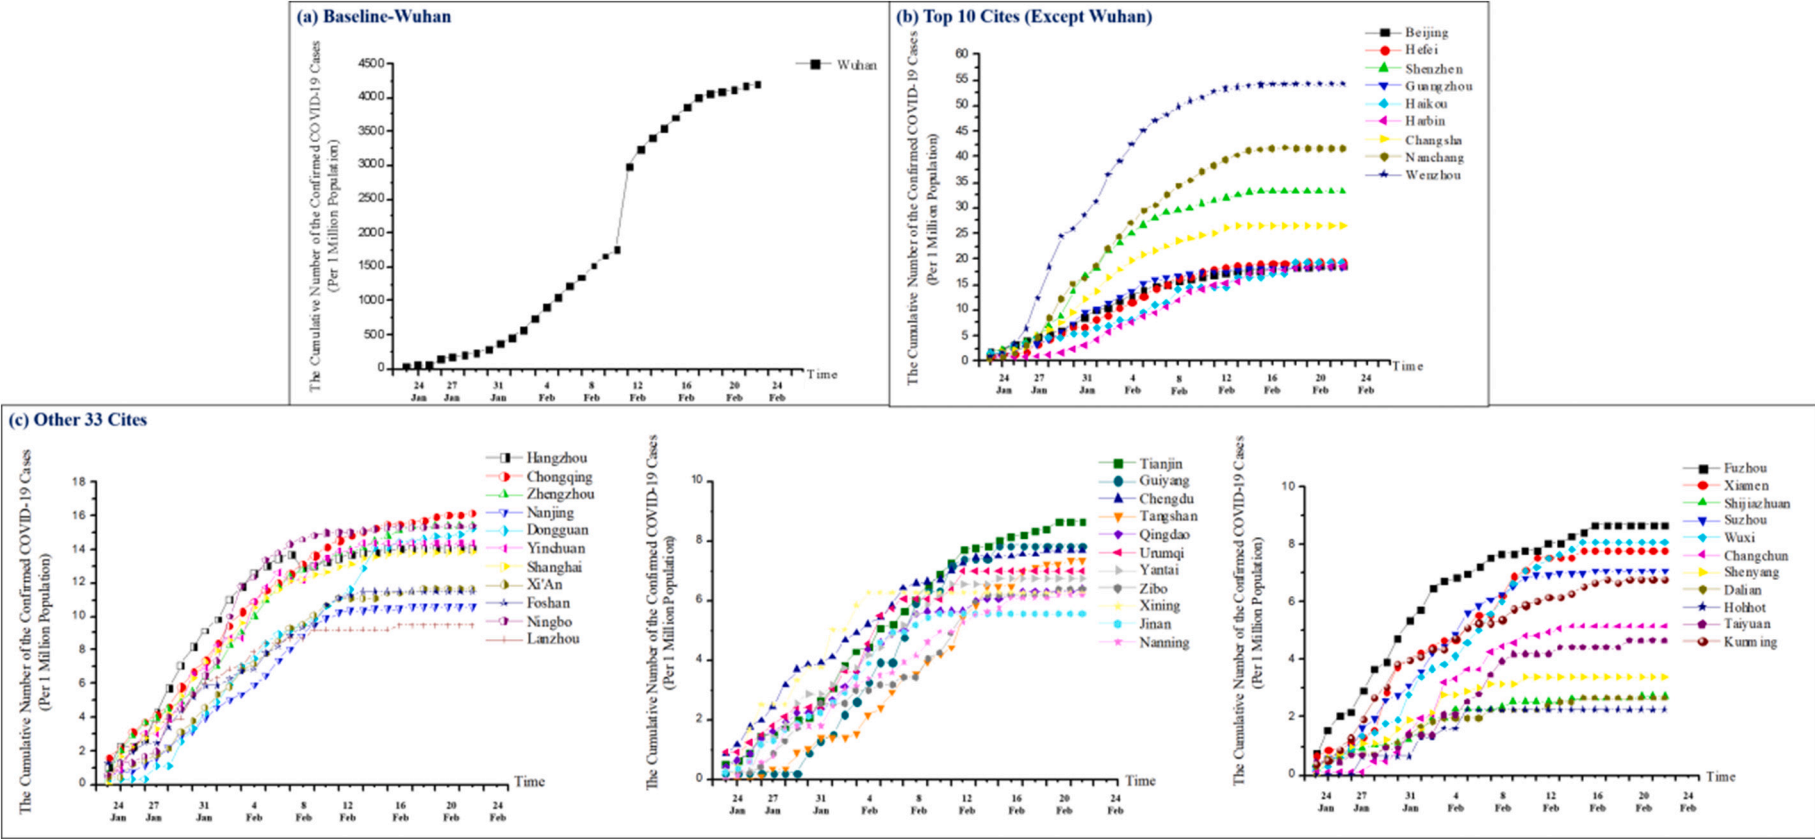 (a) Baseline-Wuhan
The Cumulative Number of the Confirmed COVID-19 Cases
(Per 1 Million Population)
4500
4000
3500
3000
2500
2000
1500
1000
500
0
Wuhan
24 Jan
27 Jan
31 Jan
4 Feb
8 Feb
12 Feb
16 Feb
20 Feb
24 Feb
Time
(b) Top 10 Cites (Except Wuhan)
The Cumulative Number of the Confirmed COVID-19 Cases
(Per 1 Million Population)
60
55
50
45
40
35
30
25
20
15
10
5
0
Beijing
Hefei
Shenzhen
Guangzhou
Haikou
Harbin
Changsha
Nanchang
Wenzhou
24 Jan
27 Jan
31 Jan
4 Feb
8 Feb
12 Feb
16 Feb
20 Feb
24 Feb
Time
(c) Other 33 Cites
The Cumulative Number of the Confirmed COVID-19 Cases
(Per 1 Million Population)
18
16
14
12
10
8
6
4
2
0
Hangzhou
Chongqing
Zhengzhou
Nanjing
Dongguan
Yinchuan
Shanghai
Xi'An
Foshan
Ningbo
Lanzhou
24 Jan
27 Jan
31 Jan
4 Feb
8 Feb
12 Feb
16 Feb
20 Feb
24 Feb
Time
The Cumulative Number of the Confirmed COVID-19 Cases
(Per 1 Million Population)
10
8
6
4
2
0
Tianjin
Guiyang
Chengdu
Tangshan
Qingdao
Urumqi
Yantai
Zibo
Xining
Jinan
Nanning
24 Jan
27 Jan
31 Jan
4 Feb
8 Feb
12 Feb
16 Feb
20 Feb
24 Feb
Time
The Cumulative Number of the Confirmed COVID-19 Cases
(Per 1 Million Population)
10
8
6
4
2
0
Fuzhou
Xiamen
Shijiazhuan
Suzhou
Wuxi
Changchun
Shenyang
Dalian
Hohhot
Taiyuan
Kunming
24 Jan
27 Jan
31 Jan
4 Feb
8 Feb
12 Feb
16 Feb
20 Feb
24 Feb
Time